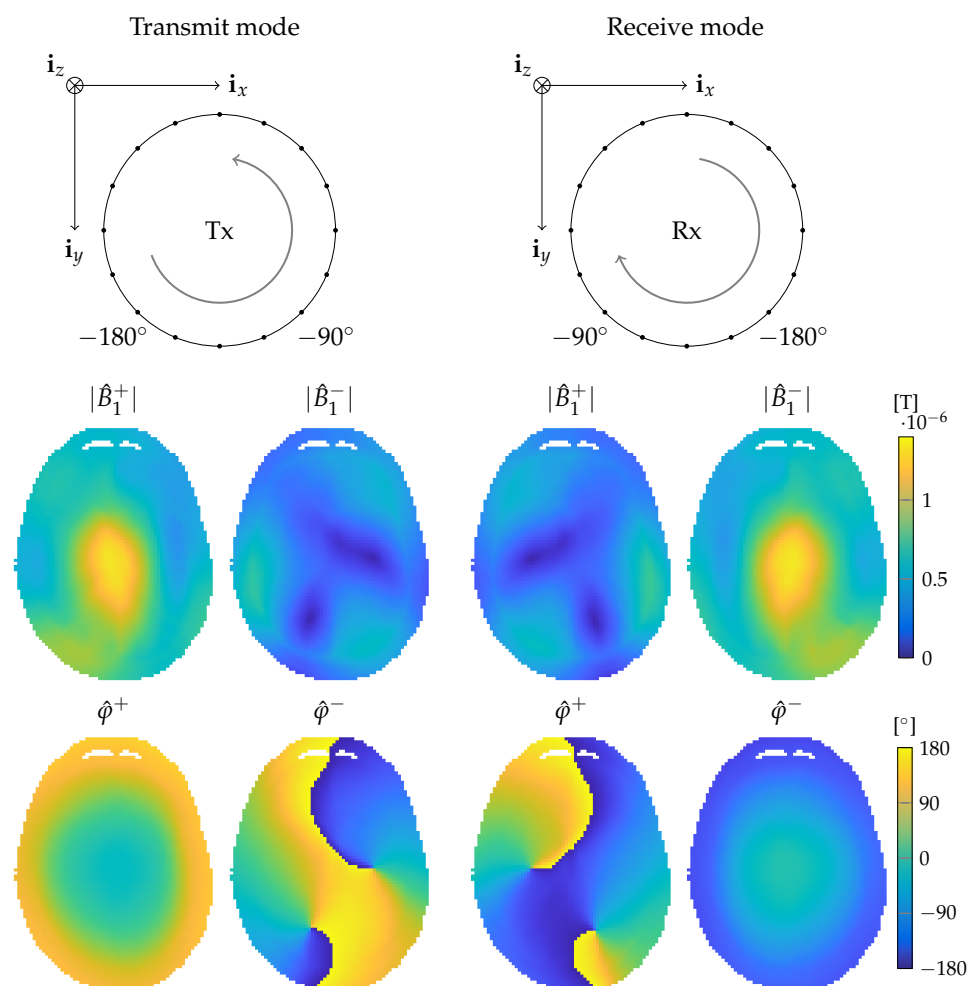 Transmit mode Receive mode
i_z i_z
i_x i_x
Tx Rx
i_y i_y
−180° −90° −90° −180°
|B̂₁⁺| |B̂₁⁻| |B̂₁⁺| |B̂₁⁻| [T]
·10⁻⁶
1
0.5
0
φ̂⁺ φ̂⁻ φ̂⁺ φ̂⁻ [°]
180
90
0
−90
−180